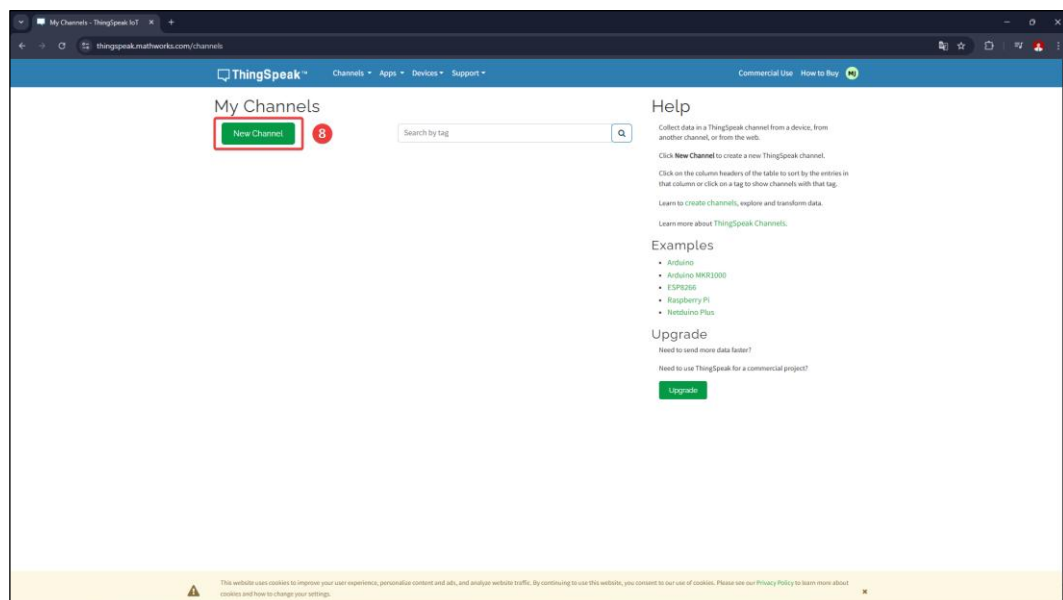 My Channels - ThingSpeak IoT
thingspeak.mathworks.com/channels
ThingSpeak™ Channels Apps Devices Support Commercial Use How to Buy MJ
My Channels
New Channel 8
Search by tag
Help
Collect data in a ThingSpeak channel from a device, from
another channel, or from the web.
Click New Channel to create a new ThingSpeak channel.
Click on the column headers of the table to sort by the entries in
that column or click on a tag to show channels with that tag.
Learn to create channels, explore and transform data.
Learn more about ThingSpeak Channels.
Examples
• Arduino
• Arduino MKR1000
• ESP8266
• Raspberry Pi
• Netduino Plus
Upgrade
Need to send more data faster?
Need to use ThingSpeak for a commercial project?
Upgrade
This website uses cookies to improve your user experience, personalize content and ads, and analyze website traffic. By continuing to use this website, you consent to our use of cookies. Please see our Privacy Policy to learn more about
cookies and how to change your settings.